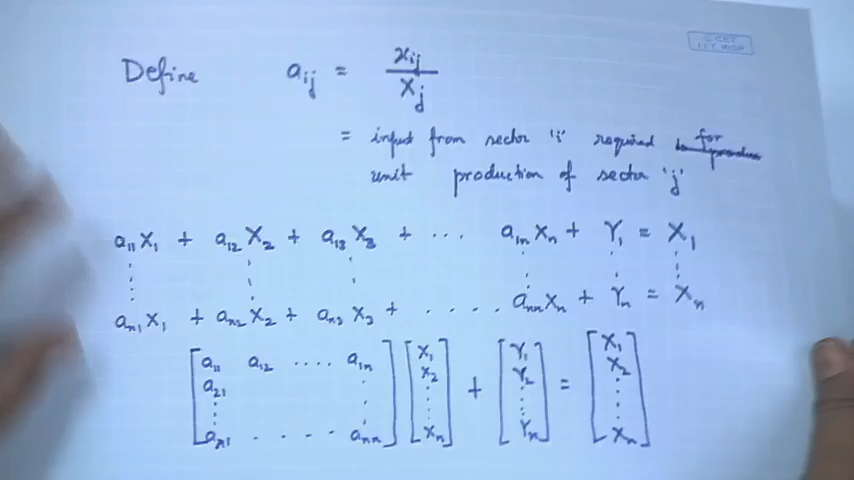 Define aij = xij / Xj
= input from sector 'i' required for
unit production of sector 'j'
a11 X1 + a12 X2 + a13 X3 + ... a1n Xn + Y1 = X1
an1 X1 + an2 X2 + an3 X3 + .... ann Xn + Yn = Xn
[a11 a12 .... a1n] [X1] + [Y1] = [X1]
a21 X2 Y2 X2
an1 . . . . ann Xn Yn Xn